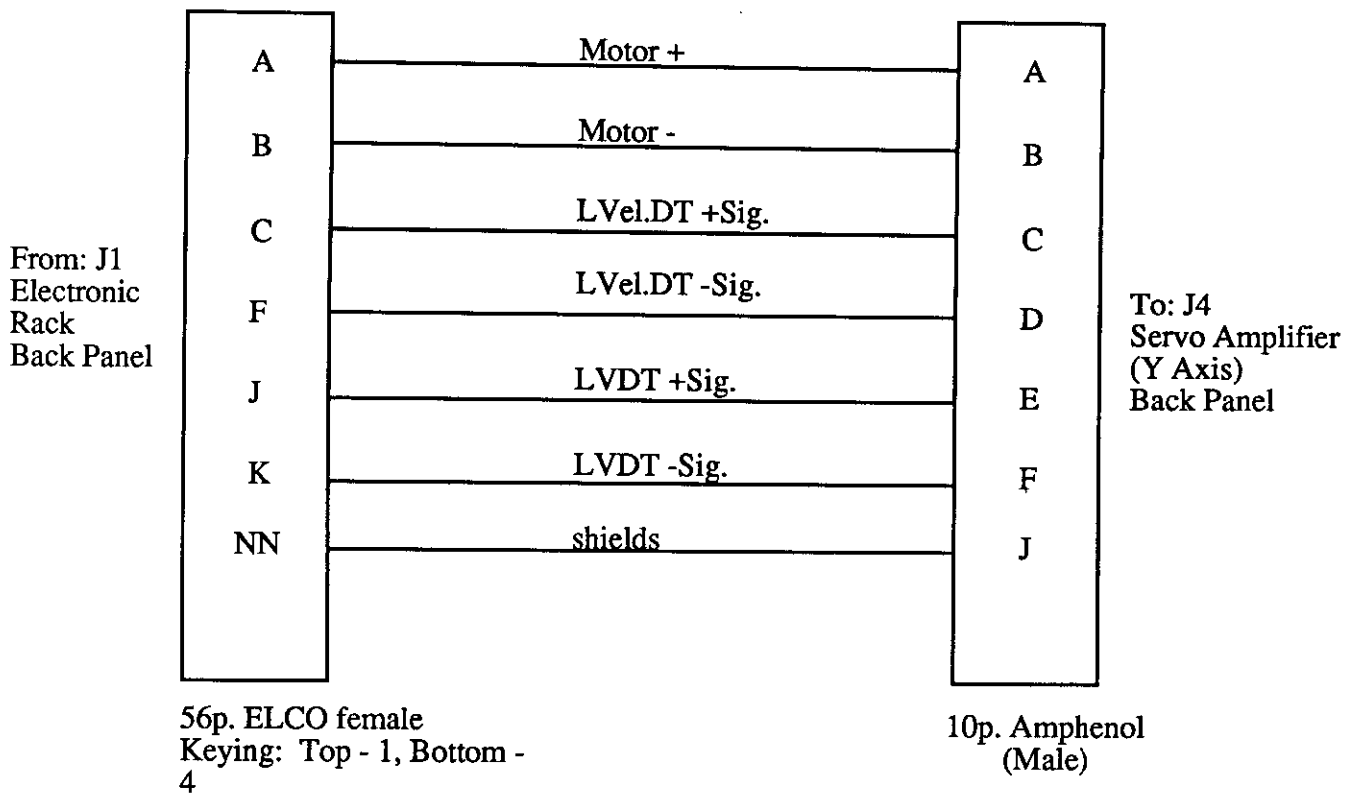 A Motor + A
B Motor - B
C LVel.DT +Sig. C
F LVel.DT -Sig. D
J LVDT +Sig. E
K LVDT -Sig. F
NN shields J
From: J1
Electronic
Rack
Back Panel
To: J4
Servo Amplifier
(Y Axis)
Back Panel
56p. ELCO female
Keying: Top - 1, Bottom -
4
10p. Amphenol
(Male)